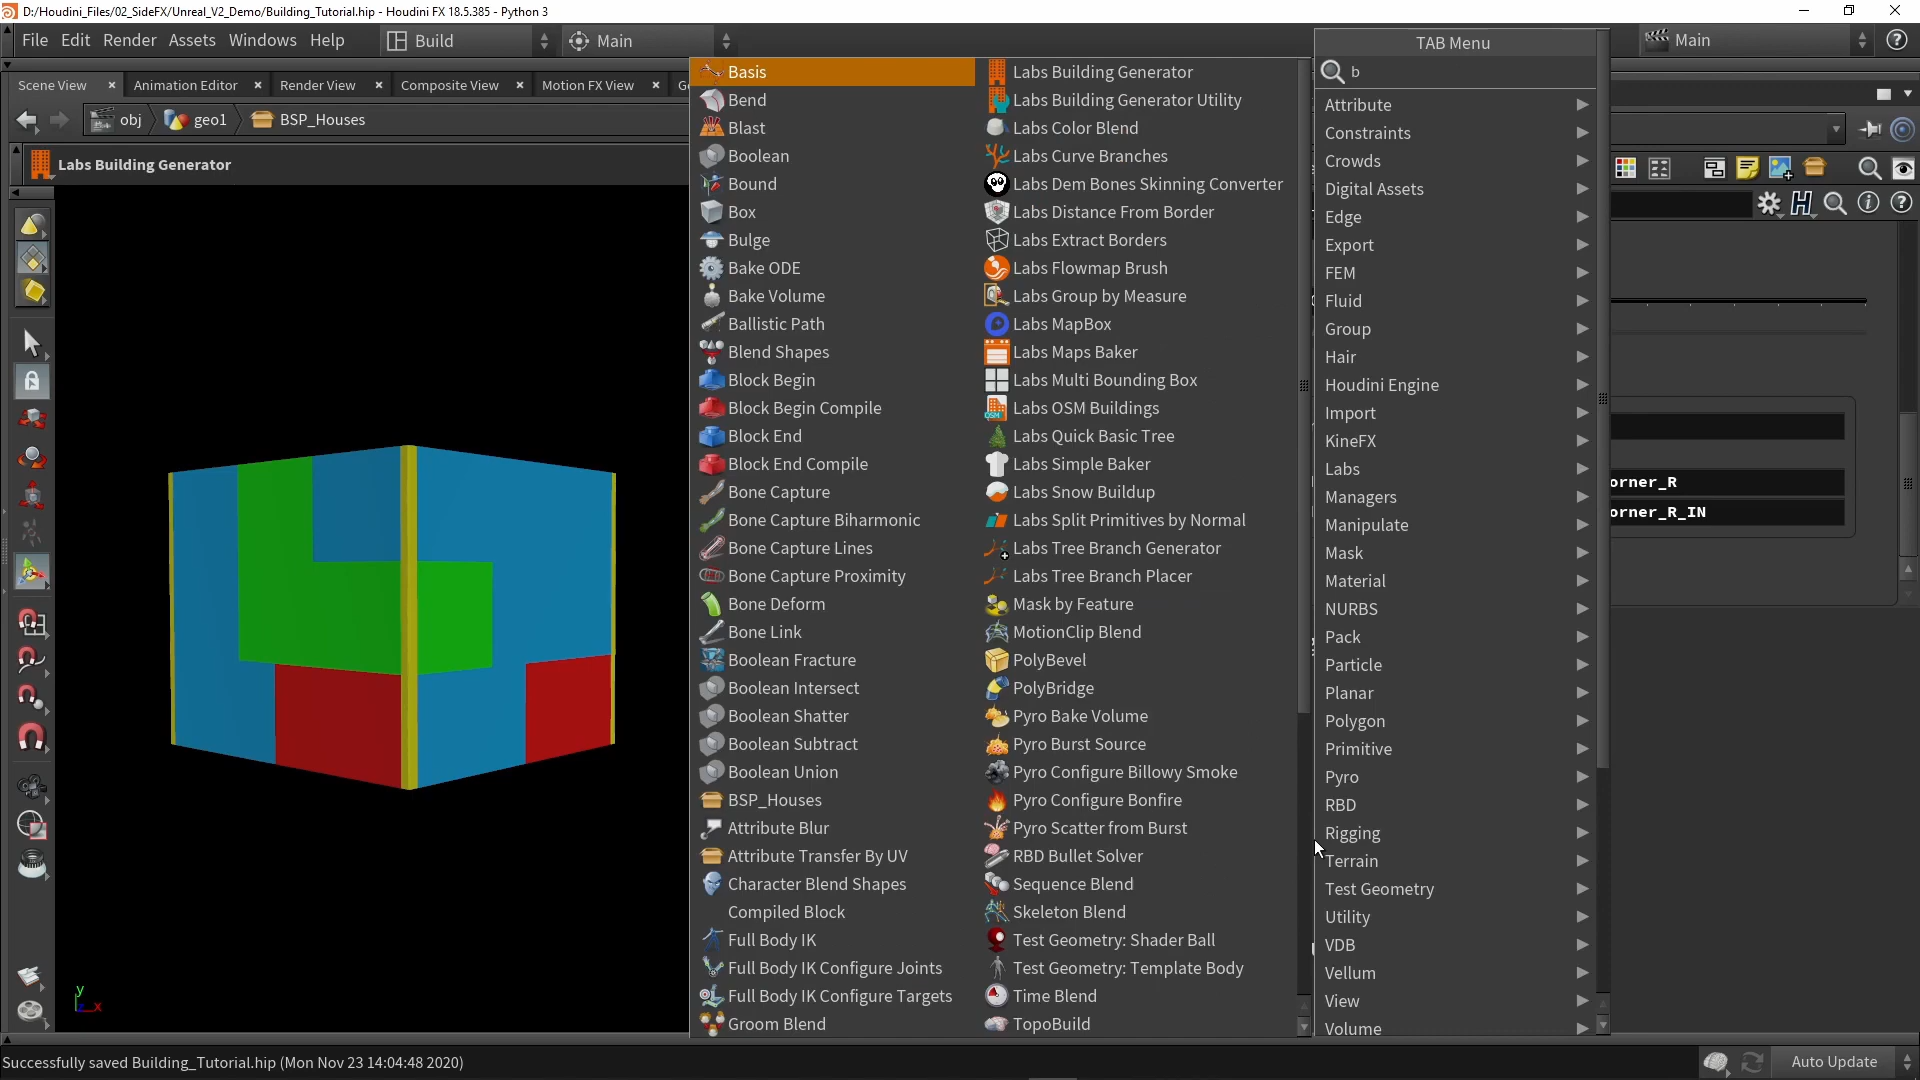 D:/Houdini_Files/02_SideFX/Unreal_V2_Demo/Building_Tutorial.hip - Houdini FX 18.5.385 - Python 3
File Edit Render Assets Windows Help Build Main
Main
Scene View Animation Editor Render View Composite View Motion FX View
obj geo1 BSP_Houses
Labs Building Generator
Basis
Bend
Blast
Boolean
Bound
Box
Bulge
Bake ODE
Bake Volume
Ballistic Path
Blend Shapes
Block Begin
Block Begin Compile
Block End
Block End Compile
Bone Capture
Bone Capture Biharmonic
Bone Capture Lines
Bone Capture Proximity
Bone Deform
Bone Link
Boolean Fracture
Boolean Intersect
Boolean Shatter
Boolean Subtract
Boolean Union
BSP_Houses
Attribute Blur
Attribute Transfer By UV
Character Blend Shapes
Compiled Block
Full Body IK
Full Body IK Configure Joints
Full Body IK Configure Targets
Groom Blend
Labs Building Generator
Labs Building Generator Utility
Labs Color Blend
Labs Curve Branches
Labs Dem Bones Skinning Converter
Labs Distance From Border
Labs Extract Borders
Labs Flowmap Brush
Labs Group by Measure
Labs MapBox
Labs Maps Baker
Labs Multi Bounding Box
Labs OSM Buildings
Labs Quick Basic Tree
Labs Simple Baker
Labs Snow Buildup
Labs Split Primitives by Normal
Labs Tree Branch Generator
Labs Tree Branch Placer
Mask by Feature
MotionClip Blend
PolyBevel
PolyBridge
Pyro Bake Volume
Pyro Burst Source
Pyro Configure Billowy Smoke
Pyro Configure Bonfire
Pyro Scatter from Burst
RBD Bullet Solver
Sequence Blend
Skeleton Blend
Test Geometry: Shader Ball
Test Geometry: Template Body
Time Blend
TopoBuild
TAB Menu
b
Attribute
Constraints
Crowds
Digital Assets
Edge
Export
FEM
Fluid
Group
Hair
Houdini Engine
Import
KineFX
Labs
Managers
Manipulate
Mask
Material
NURBS
Pack
Particle
Planar
Polygon
Primitive
Pyro
RBD
Rigging
Terrain
Test Geometry
Utility
VDB
Vellum
View
Volume
orner_R
orner_R_IN
y
x
Successfully saved Building_Tutorial.hip (Mon Nov 23 14:04:48 2020)
Auto Update